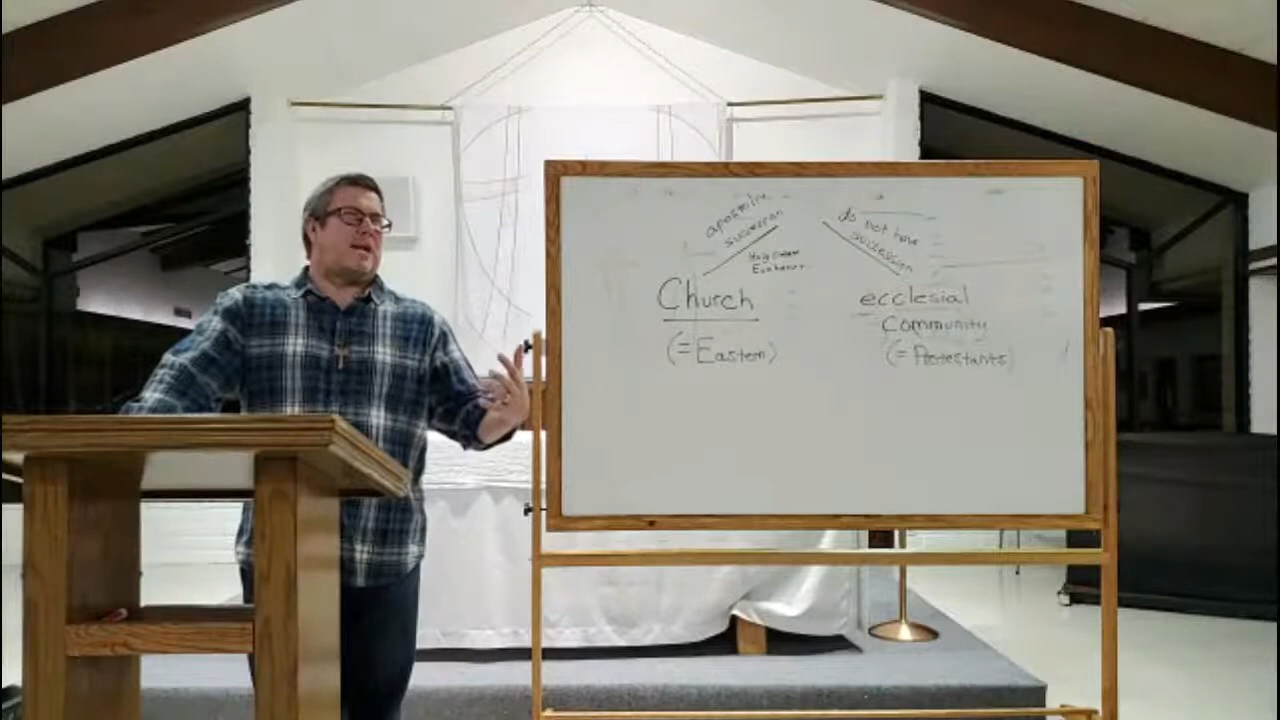 apostolic
succession
Holy Orders
Eucharist
do not have
succession
Church
(= Eastern)
ecclesial
Community
(= Protestants)